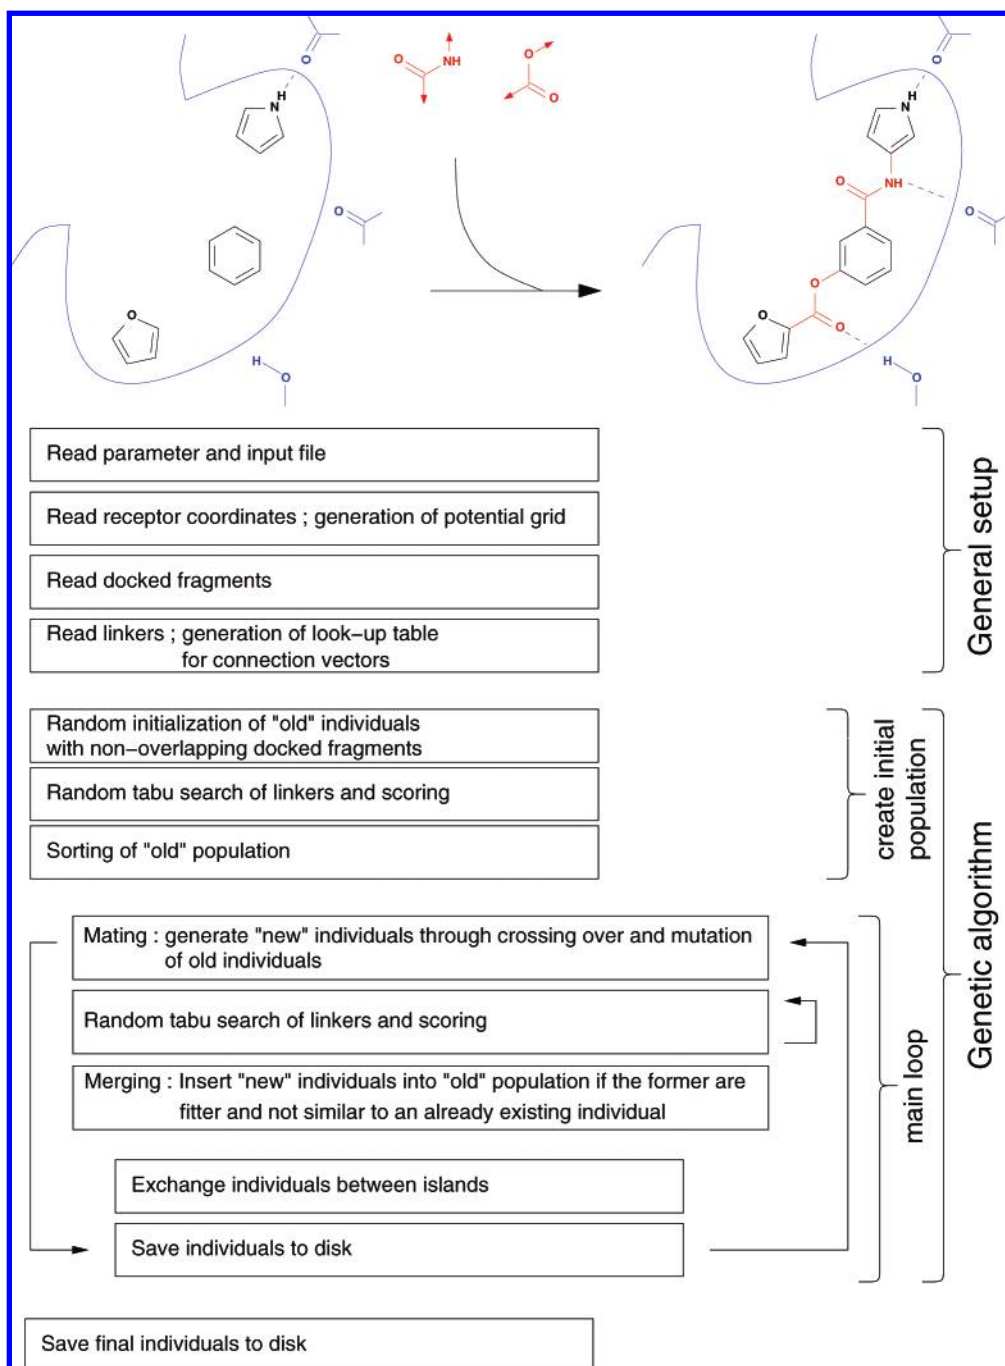 O
H
N
O
NH
O
O
O
O
H
O
O
H
N
O
NH
O
O
O
O
H
O
Read parameter and input file
Read receptor coordinates ; generation of potential grid
Read docked fragments
Read linkers ; generation of look-up table
for connection vectors
General setup
Random initialization of "old" individuals
with non-overlapping docked fragments
Random tabu search of linkers and scoring
Sorting of "old" population
create initial
population
Mating : generate "new" individuals through crossing over and mutation
of old individuals
Random tabu search of linkers and scoring
Merging : Insert "new" individuals into "old" population if the former are
fitter and not similar to an already existing individual
Exchange individuals between islands
Save individuals to disk
main loop
Genetic algorithm
Save final individuals to disk